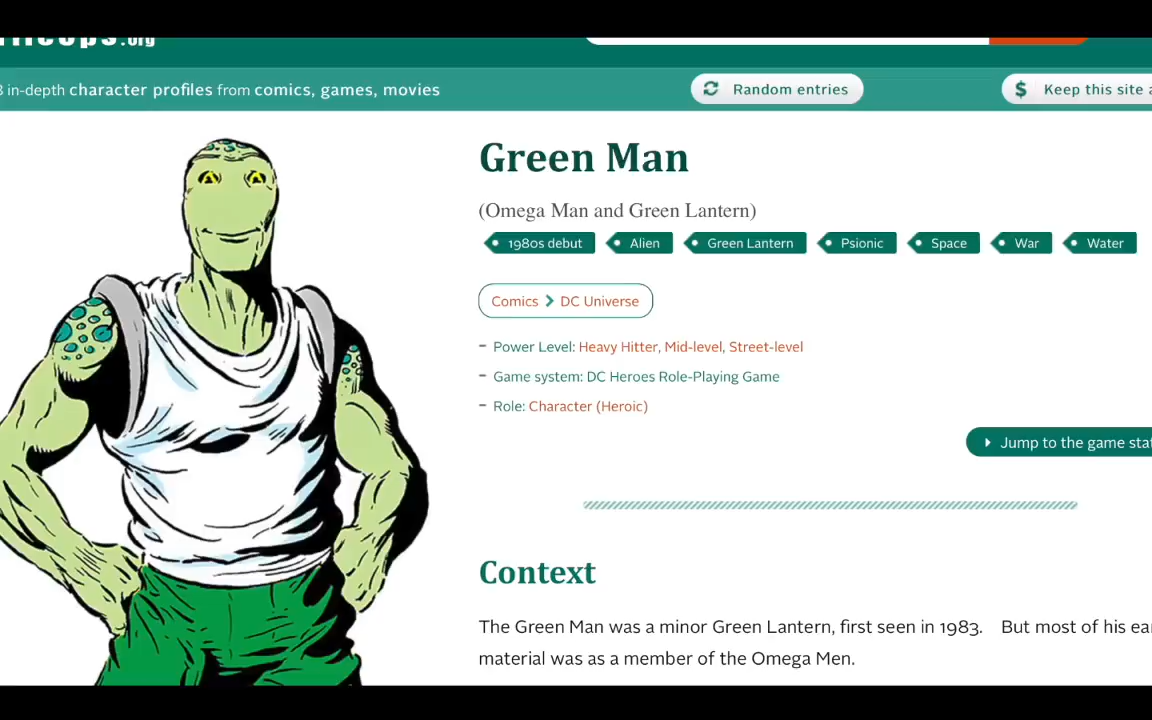 .org
in-depth character profiles from comics, games, movies
Random entries
$ Keep this site
Green Man
(Omega Man and Green Lantern)
1980s debut
Alien
Green Lantern
Psionic
Space
War
Water
Comics > DC Universe
- Power Level: Heavy Hitter, Mid-level, Street-level
- Game system: DC Heroes Role-Playing Game
- Role: Character (Heroic)
Jump to the game
Context
The Green Man was a minor Green Lantern, first seen in 1983. But most of his
material was as a member of the Omega Men.